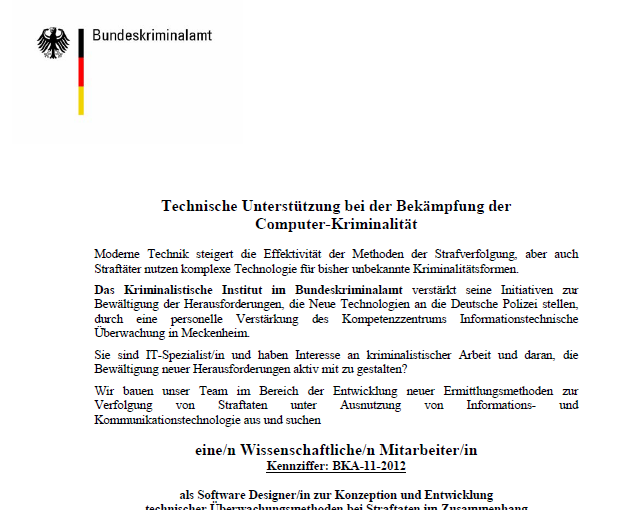 Bundeskriminalamt
Technische Unterstützung bei der Bekämpfung der
Computer-Kriminalität
Moderne Technik steigert die Effektivität der Methoden der Strafverfolgung, aber auch
Straftäter nutzen komplexe Technologie für bisher unbekannte Kriminalitätsformen.
Das Kriminalistische Institut im Bundeskriminalamt verstärkt seine Initiativen zur
Bewältigung der Herausforderungen, die Neue Technologien an die Deutsche Polizei stellen,
durch eine personelle Verstärkung des Kompetenzzentrums Informationstechnische
Überwachung in Meckenheim.
Sie sind IT-Spezialist/in und haben Interesse an kriminalistischer Arbeit und daran, die
Bewältigung neuer Herausforderungen aktiv mit zu gestalten?
Wir bauen unser Team im Bereich der Entwicklung neuer Ermittlungsmethoden zur
Verfolgung von Straftaten unter Ausnutzung von Informations- und
Kommunikationstechnologie aus und suchen
eine/n Wissenschaftliche/n Mitarbeiter/in
Kennziffer: BKA-11-2012
als Software Designer/in zur Konzeption und Entwicklung
technischer Überwachungsmethoden bei Straftaten im Zusammenhang